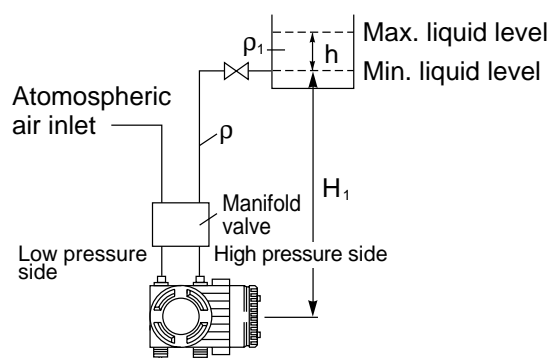 Max. liquid level
ρ1
h
Min. liquid level
Atomospheric
air inlet
ρ
H1
Manifold
valve
Low pressure
side
High pressure side